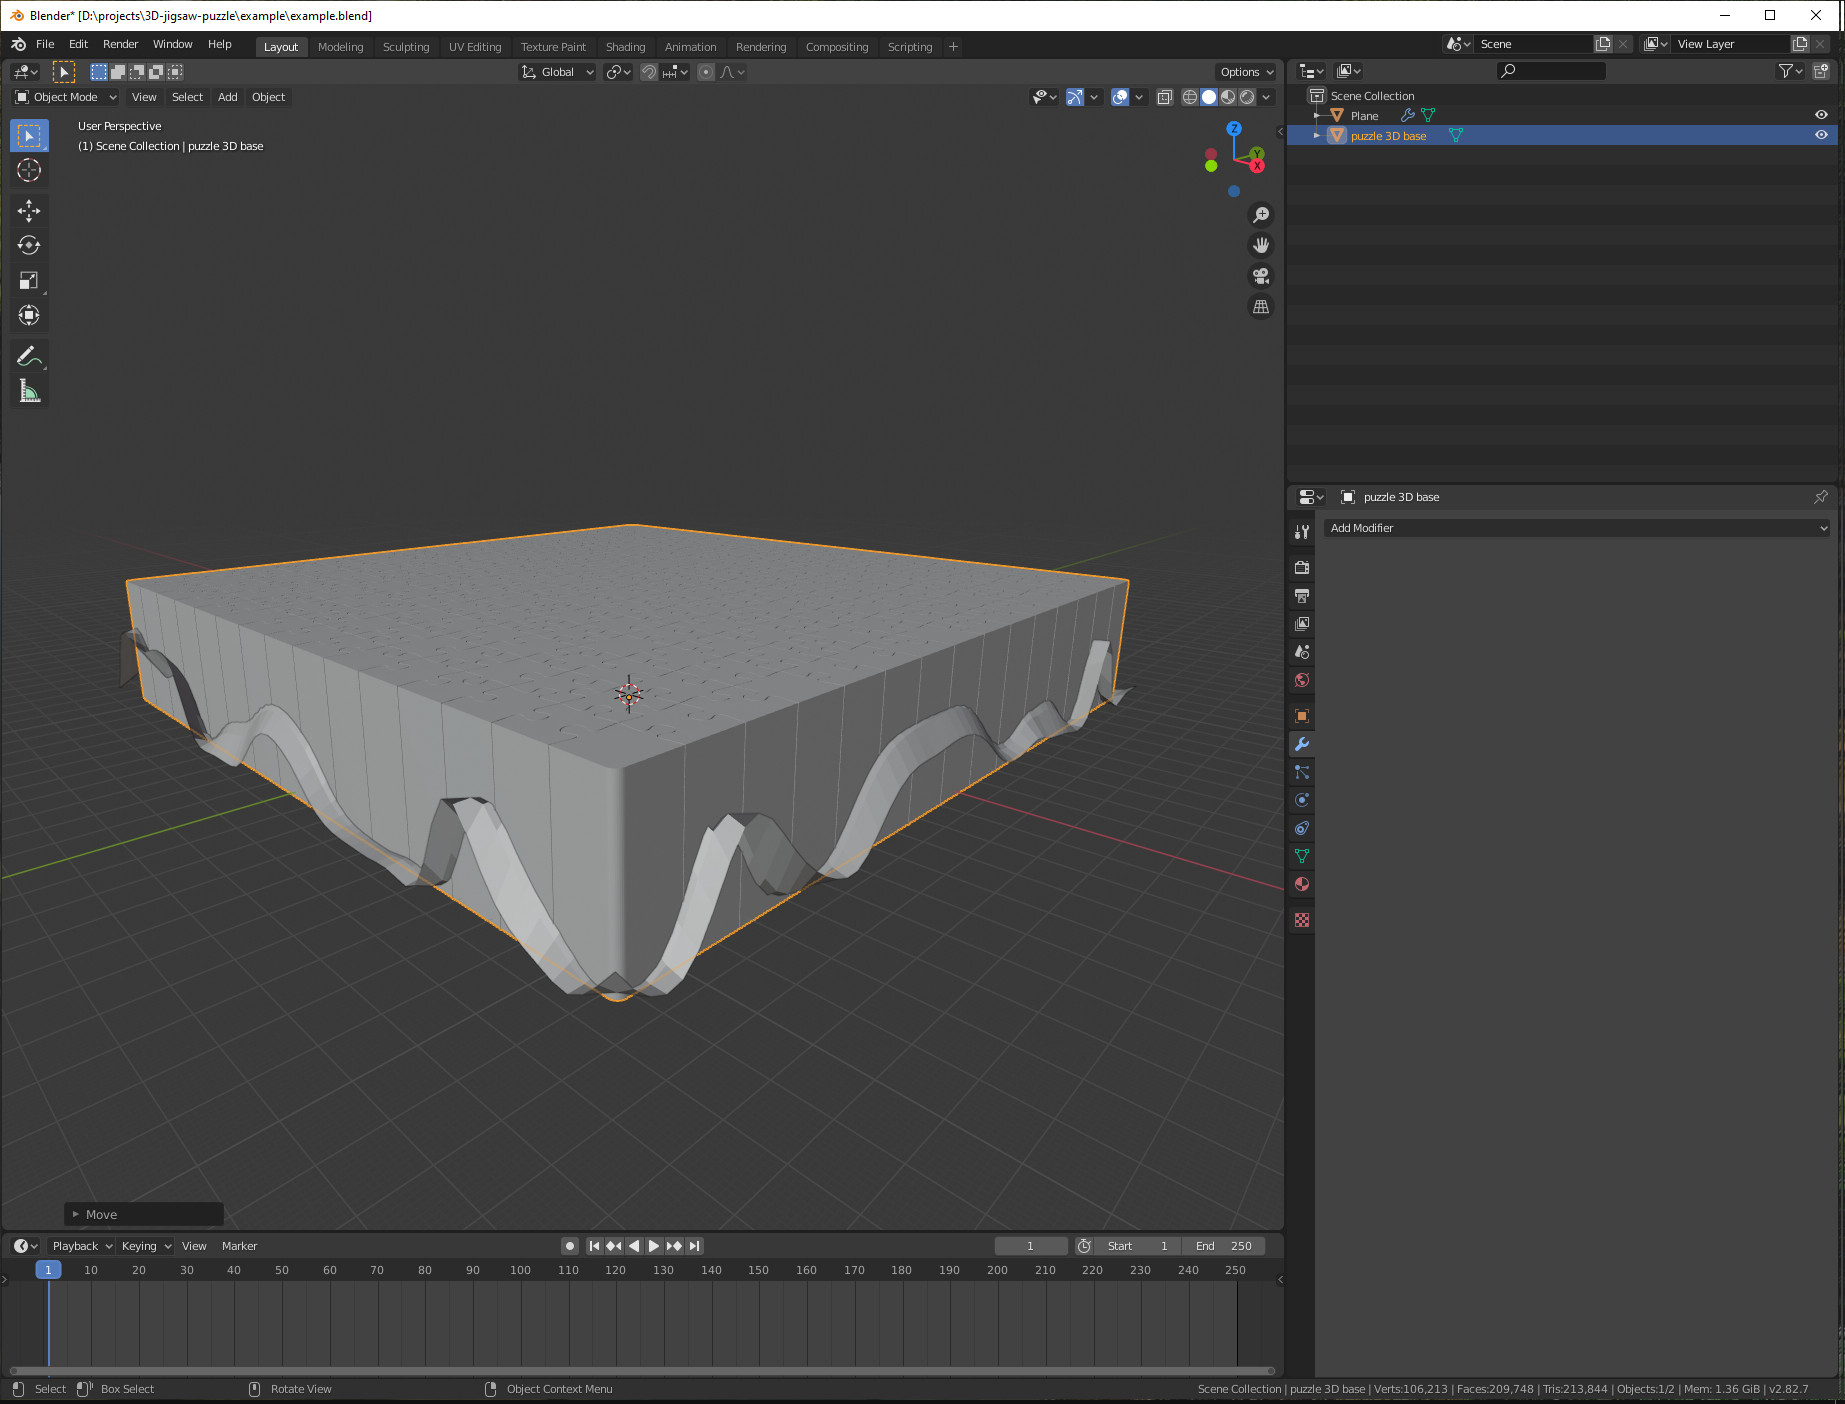 Blender* [D:\projects\3D-jigsaw-puzzle\example\example.blend]
File Edit Render Window Help Layout Modeling Sculpting UV Editing Texture Paint Shading Animation Rendering Compositing Scripting + Scene View Layer
Global Options
Object Mode View Select Add Object
User Perspective
(1) Scene Collection | puzzle 3D base
Z
Y
X
Scene Collection
Plane
puzzle 3D base
puzzle 3D base
Add Modifier
Move
Playback Keying View Marker 1 Start 1 End 250
1 10 20 30 40 50 60 70 80 90 100 110 120 130 140 150 160 170 180 190 200 210 220 230 240 250
Select Box Select Rotate View Object Context Menu Scene Collection | puzzle 3D base | Verts:106,213 | Faces:209,748 | Tris:213,844 | Objects:1/2 | Mem: 1.36 GiB | v2.82.7